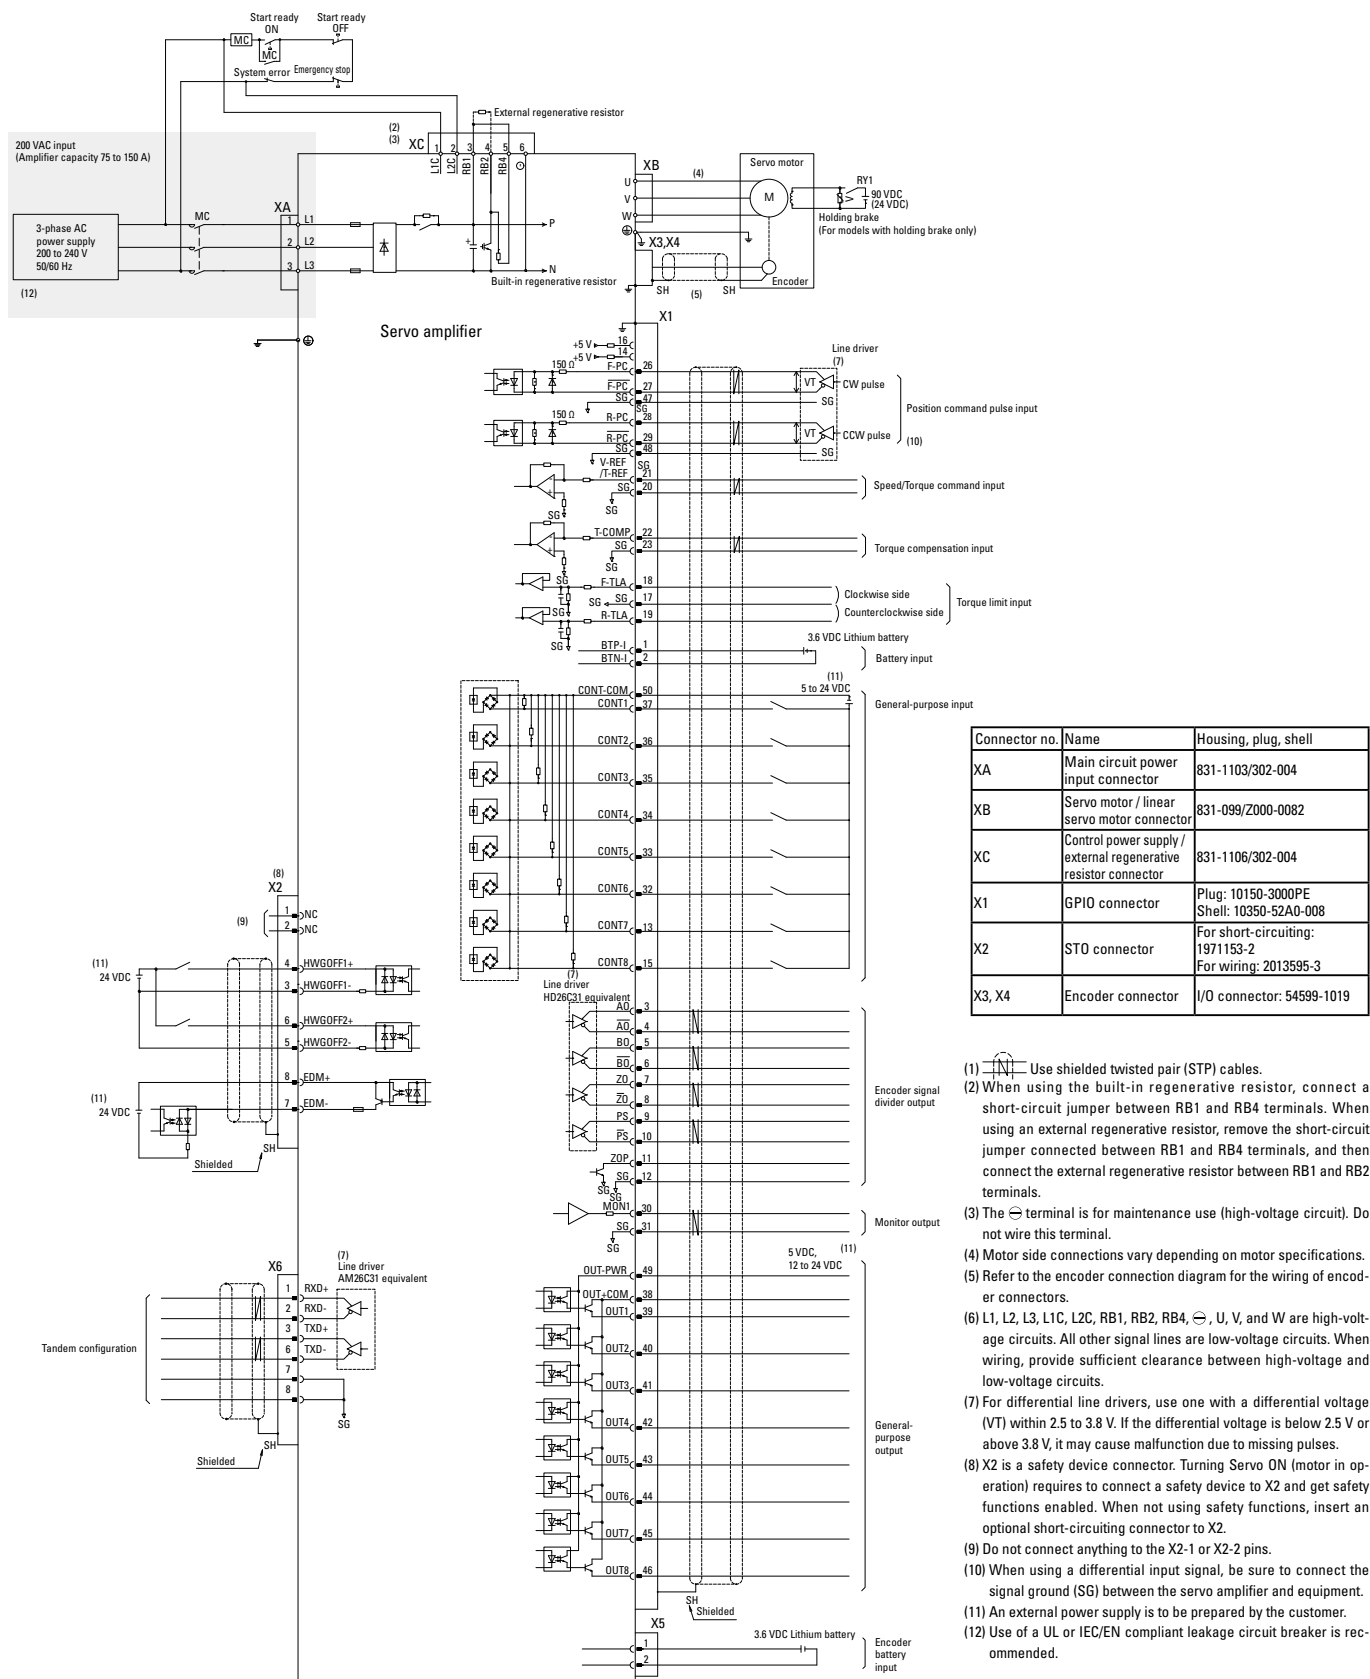 Start ready
ON
Start ready
OFF
MC
MC
System error
Emergency stop
External regenerative resistor
200 VAC input
(Amplifier capacity 75 to 150 A)
(2)
(3)
XC
1 2 3 4 5 6
L1C L2C RB1 RB2 RB4
XB
U
V
W
(4)
Servo motor
M
RY1
90 VDC
(24 VDC)
Holding brake
(For models with holding brake only)
3-phase AC
power supply
200 to 240 V
50/60 Hz
(12)
MC
XA
1 L1
2 L2
3 L3
P
N
Built-in regenerative resistor
X3,X4
SH
(5)
SH
Encoder
Servo amplifier
X1
+5 V 16
+5 V 14
150 Ω
F-PC 26
F-PC 27
SG 47
SG
150 Ω
R-PC 28
R-PC 29
SG 48
SG
Line driver
(7)
VT
CW pulse
SG
VT
CCW pulse
SG
Position command pulse input
(10)
V-REF
/T-REF 21
SG 20
SG
SG
Speed/Torque command input
T-COMP 22
SG 23
SG
SG
Torque compensation input
F-TLA 18
SG SG 17
R-TLA 19
SG
SG
Clockwise side
Counterclockwise side
Torque limit input
BTP-I 1
BTN-I 2
3.6 VDC Lithium battery
Battery input
(11)
5 to 24 VDC
CONT-COM 50
CONT1 37
CONT2 36
CONT3 35
CONT4 34
CONT5 33
CONT6 32
CONT7 13
CONT8 15
General-purpose input
(7)
Line driver
HD26C31 equivalent
AO 3
AO 4
BO 5
BO 6
ZO 7
ZO 8
PS 9
PS 10
ZOP 11
SG 12
SG
SG
Encoder signal
divider output
MON1 30
SG 31
SG
Monitor output
5 VDC,
12 to 24 VDC
(11)
OUT-PWR 49
OUT+COM 38
OUT1 39
OUT2 40
OUT3 41
OUT4 42
OUT5 43
OUT6 44
OUT7 45
OUT8 46
General-
purpose
output
SH
Shielded
X5
1
2
3.6 VDC Lithium battery
Encoder
battery
input
(8)
X2
(9)
1 NC
2 NC
(11)
24 VDC
4 HWGOFF1+
3 HWGOFF1-
6 HWGOFF2+
5 HWGOFF2-
(11)
24 VDC
8 EDM+
7 EDM-
SH
Shielded
X6
(7)
Line driver
AM26C31 equivalent
1 RXD+
2 RXD-
3 TXD+
6 TXD-
7
8
SG
Tandem configuration
SH
Shielded
Connector no. Name Housing, plug, shell
XA Main circuit power input connector 831-1103/302-004
XB Servo motor / linear servo motor connector 831-099/Z000-0082
XC Control power supply / external regenerative resistor connector 831-1106/302-004
X1 GPIO connector Plug: 10150-3000PE Shell: 10350-52A0-008
X2 STO connector For short-circuiting: 1971153-2 For wiring: 2013595-3
X3, X4 Encoder connector I/O connector: 54599-1019
(1) Use shielded twisted pair (STP) cables.
(2) When using the built-in regenerative resistor, connect a
short-circuit jumper between RB1 and RB4 terminals. When
using an external regenerative resistor, remove the short-circuit
jumper connected between RB1 and RB4 terminals, and then
connect the external regenerative resistor between RB1 and RB2
terminals.
(3) The ⊖ terminal is for maintenance use (high-voltage circuit). Do
not wire this terminal.
(4) Motor side connections vary depending on motor specifications.
(5) Refer to the encoder connection diagram for the wiring of encod-
er connectors.
(6) L1, L2, L3, L1C, L2C, RB1, RB2, RB4, ⊖ , U, V, and W are high-volt-
age circuits. All other signal lines are low-voltage circuits. When
wiring, provide sufficient clearance between high-voltage and
low-voltage circuits.
(7) For differential line drivers, use one with a differential voltage
(VT) within 2.5 to 3.8 V. If the differential voltage is below 2.5 V or
above 3.8 V, it may cause malfunction due to missing pulses.
(8) X2 is a safety device connector. Turning Servo ON (motor in op-
eration) requires to connect a safety device to X2 and get safety
functions enabled. When not using safety functions, insert an
optional short-circuiting connector to X2.
(9) Do not connect anything to the X2-1 or X2-2 pins.
(10) When using a differential input signal, be sure to connect the
signal ground (SG) between the servo amplifier and equipment.
(11) An external power supply is to be prepared by the customer.
(12) Use of a UL or IEC/EN compliant leakage circuit breaker is rec-
ommended.